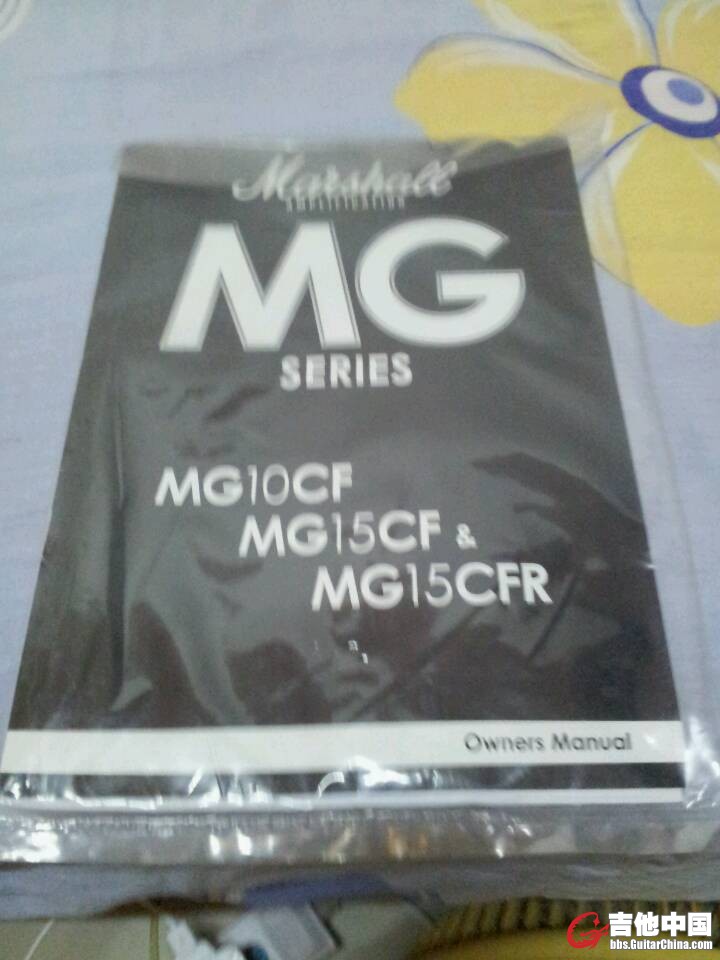 Marshall
AMPLIFICATION
MG
SERIES
MG10CF
MG15CF &
MG15CFR
Owners Manual
吉他中国
bbs.GuitarChina.com